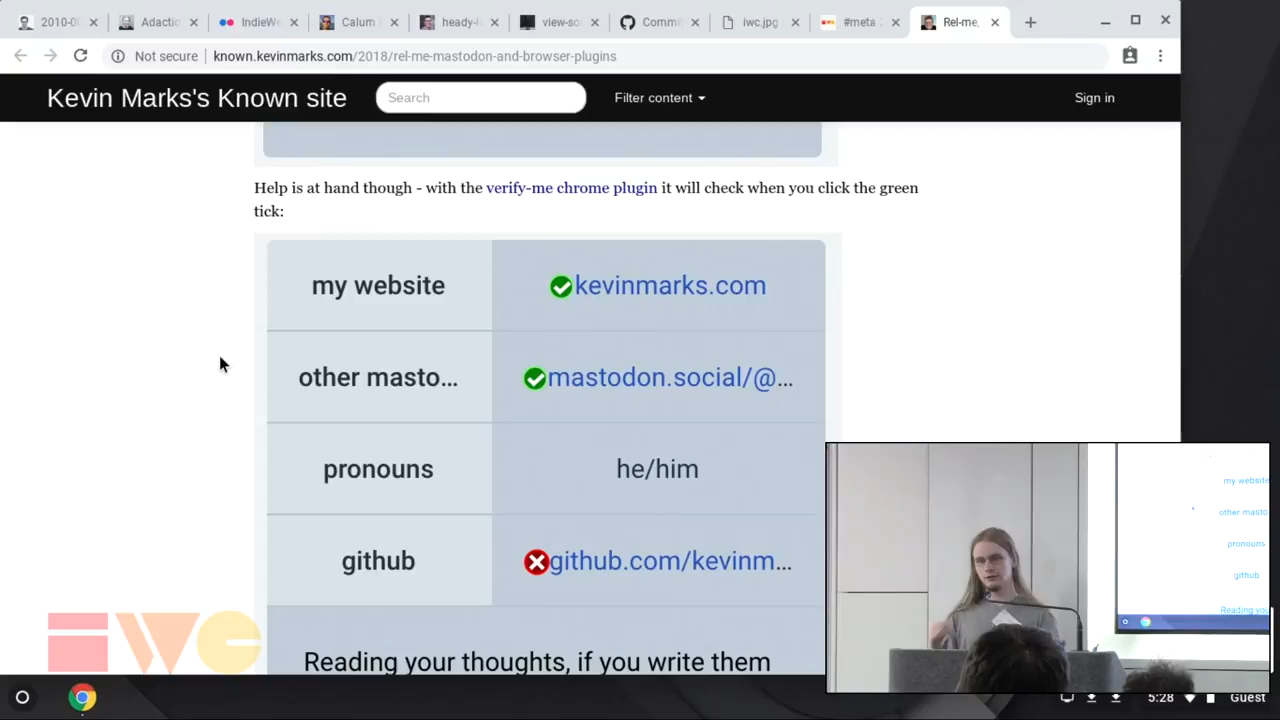 2010-0
Adactio
IndieWe
Calum
heady-
view-so
Comm
iwc.jpg
#meta
Rel-me,
Not secure
known.kevinmarks.com/2018/rel-me-mastodon-and-browser-plugins
Kevin Marks's Known site
Search
Filter content
Sign in
Help is at hand though - with the verify-me chrome plugin it will check when you click the green
tick:
my website
kevinmarks.com
other masto...
mastodon.social/@...
pronouns
he/him
github
github.com/kevinm...
Reading your thoughts, if you write them
iwc
my website
other masto
pronouns
github
Reading you
5:28
Guest